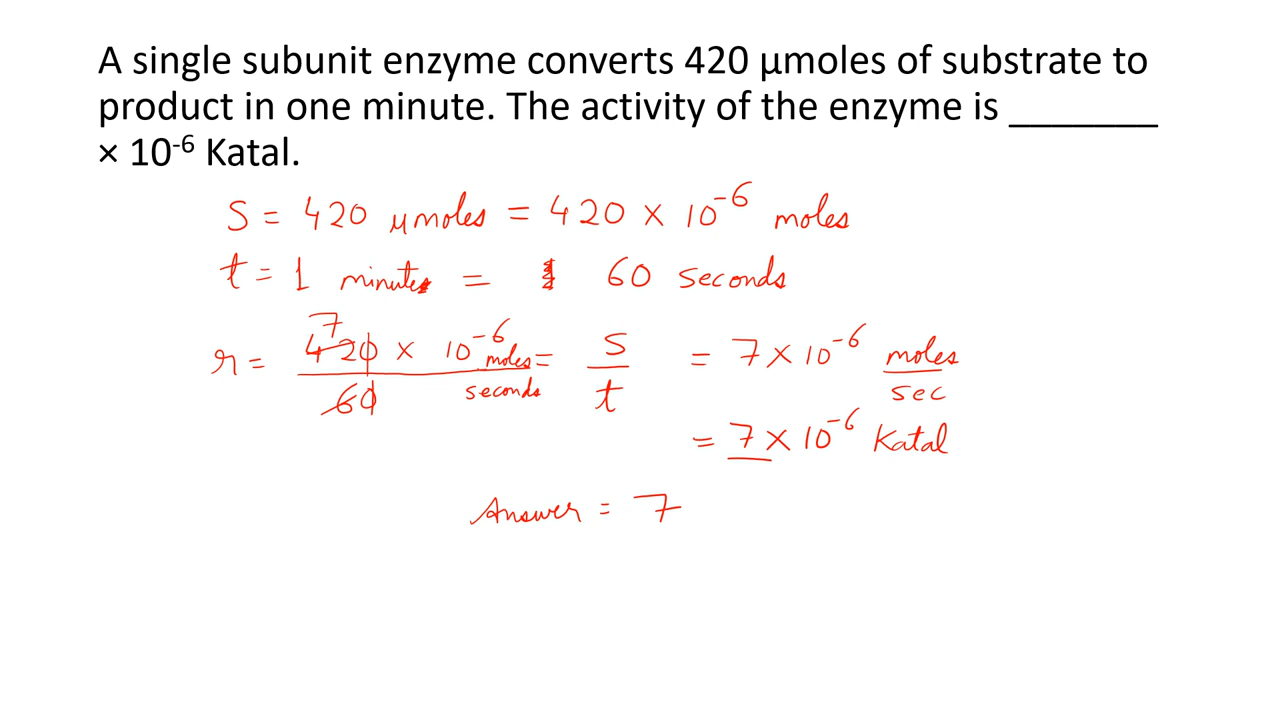 A single subunit enzyme converts 420 µmoles of substrate to
product in one minute. The activity of the enzyme is _______
× 10⁻⁶ Katal.
S = 420 µmoles = 420 × 10⁻⁶ moles
t = 1 minute = 60 seconds
r = 420 × 10⁻⁶ moles / 60 seconds = S / t = 7 × 10⁻⁶ moles / sec
7
= 7 × 10⁻⁶ Katal
Answer = 7